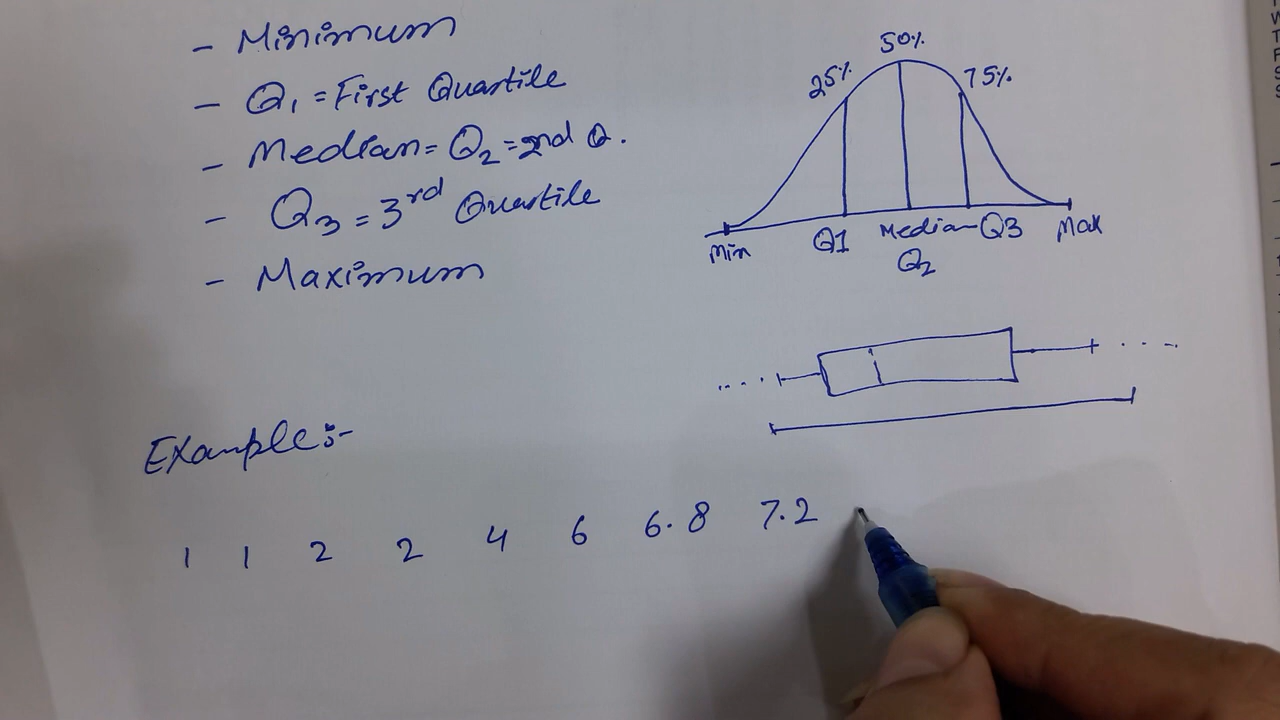 - Minimum
- Q1 = First Quartile
- Median = Q2 = 2nd Q.
- Q3 = 3rd Quartile
- Maximum
25% 50% 75%
Min Q1 Median Q3 Max
Q2
Example:-
1 1 2 2 4 6 6.8 7.2